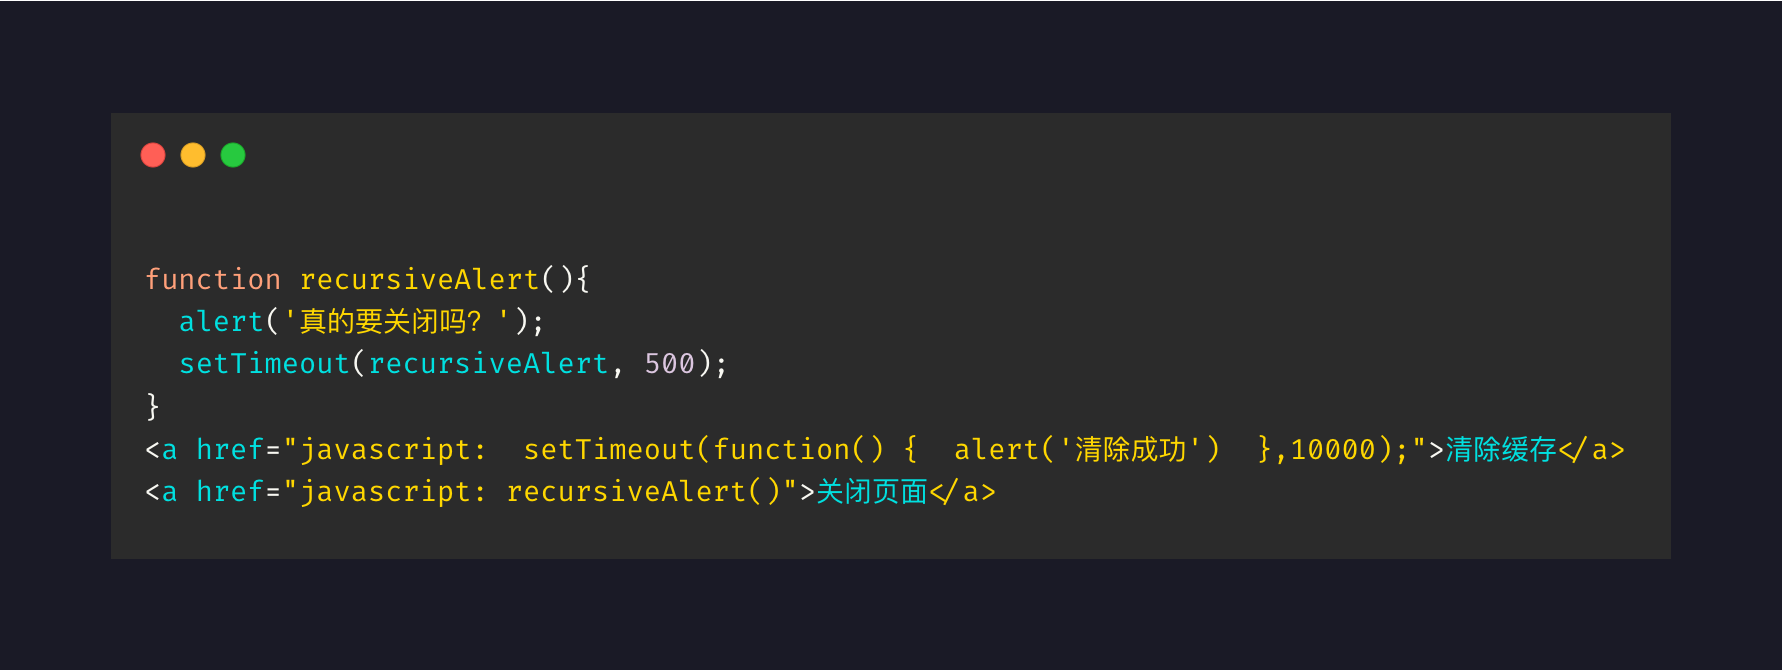 function recursiveAlert(){
  alert('真的要关闭吗？');
  setTimeout(recursiveAlert, 500);
}
<a href="javascript:  setTimeout(function() {  alert('清除成功')  },10000);">清除缓存</a>
<a href="javascript: recursiveAlert()">关闭页面</a>